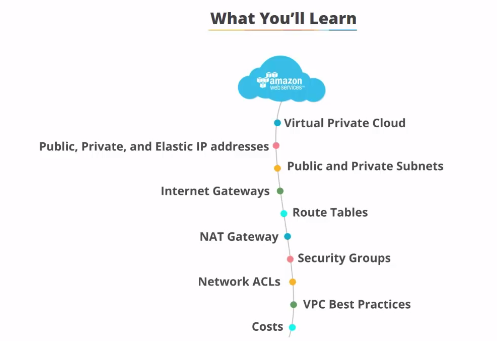 What You'll Learn
amazon
web services
Virtual Private Cloud
Public, Private, and Elastic IP addresses
Public and Private Subnets
Internet Gateways
Route Tables
NAT Gateway
Security Groups
Network ACLs
VPC Best Practices
Costs